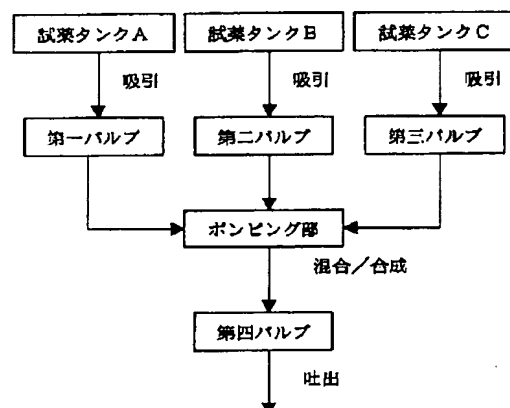 試薬タンクA
試薬タンクB
試薬タンクC
吸引
吸引
吸引
第一バルブ
第二バルブ
第三バルブ
ポンピング部
混合／合成
第四バルブ
吐出